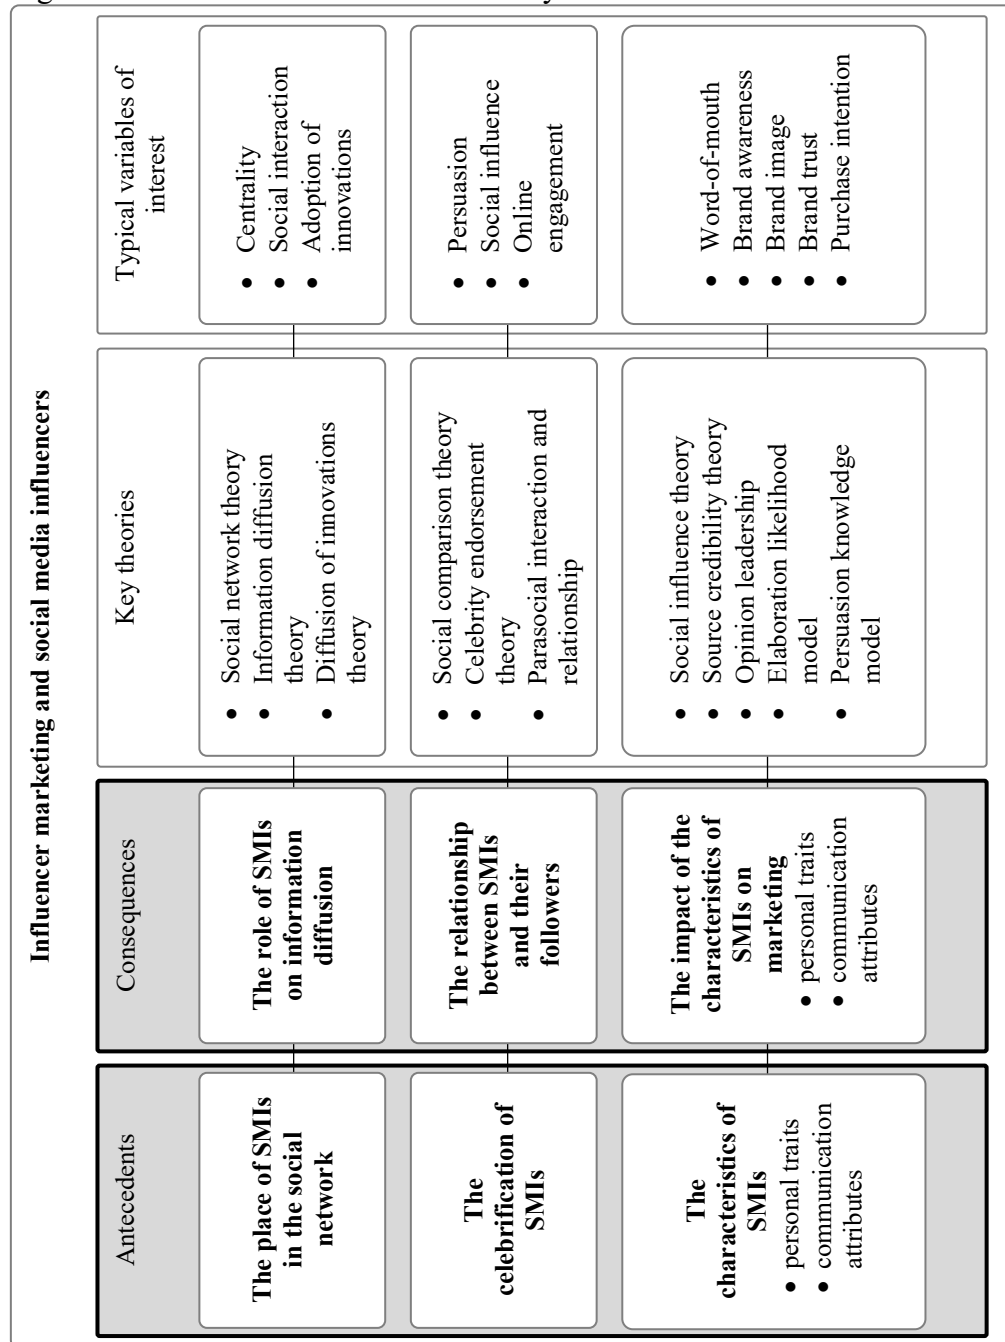 Influencer marketing and social media influencers
Antecedents
The place of SMIs
in the social
network
The
celebrification of
SMIs
The
characteristics of
SMIs
• personal traits
• communication
attributes
Consequences
The role of SMIs
on information
diffusion
The relationship
between SMIs
and their
followers
The impact of the
characteristics of
SMIs on
marketing
• personal traits
• communication
attributes
Key theories
• Social network theory
• Information diffusion
theory
• Diffusion of innovations
theory
• Social comparison theory
• Celebrity endorsement
theory
• Parasocial interaction and
relationship
• Social influence theory
• Source credibility theory
• Opinion leadership
• Elaboration likelihood
model
• Persuasion knowledge
model
Typical variables of
interest
• Centrality
• Social interaction
• Adoption of
innovations
• Persuasion
• Social influence
• Online
engagement
• Word-of-mouth
• Brand awareness
• Brand image
• Brand trust
• Purchase intention